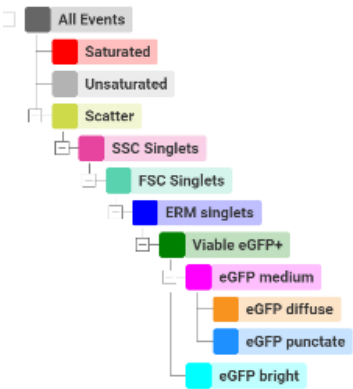 All Events
Saturated
Unsaturated
Scatter
SSC Singlets
FSC Singlets
ERM singlets
Viable eGFP+
eGFP medium
eGFP diffuse
eGFP punctate
eGFP bright